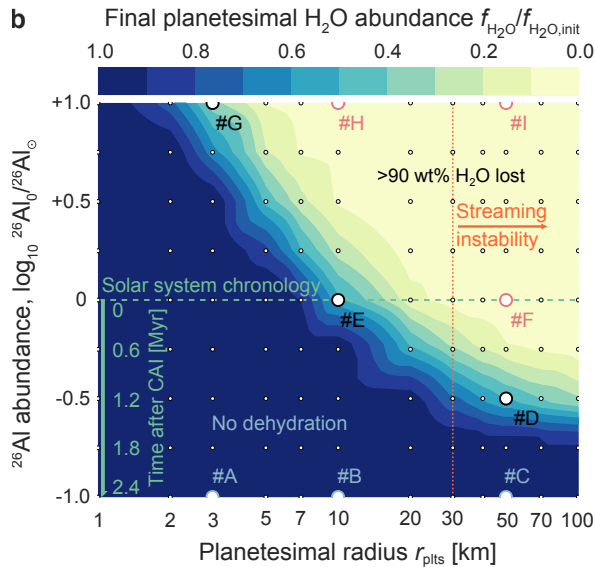 b
Final planetesimal H₂O abundance f_H₂O/f_H₂O,init
1.0 0.8 0.6 0.4 0.2 0.0
²⁶Al abundance, log₁₀ ²⁶Al₀/²⁶Al☉
+1.0
+0.5
0
-0.5
-1.0
#G
#H
#I
>90 wt% H₂O lost
Streaming
instability
Solar system chronology
#E
#F
Time after CAI [Myr]
0
0.6
1.2
1.8
2.4
#D
No dehydration
#A
#B
#C
1 2 3 5 7 10 20 30 50 70 100
Planetesimal radius r_plts [km]